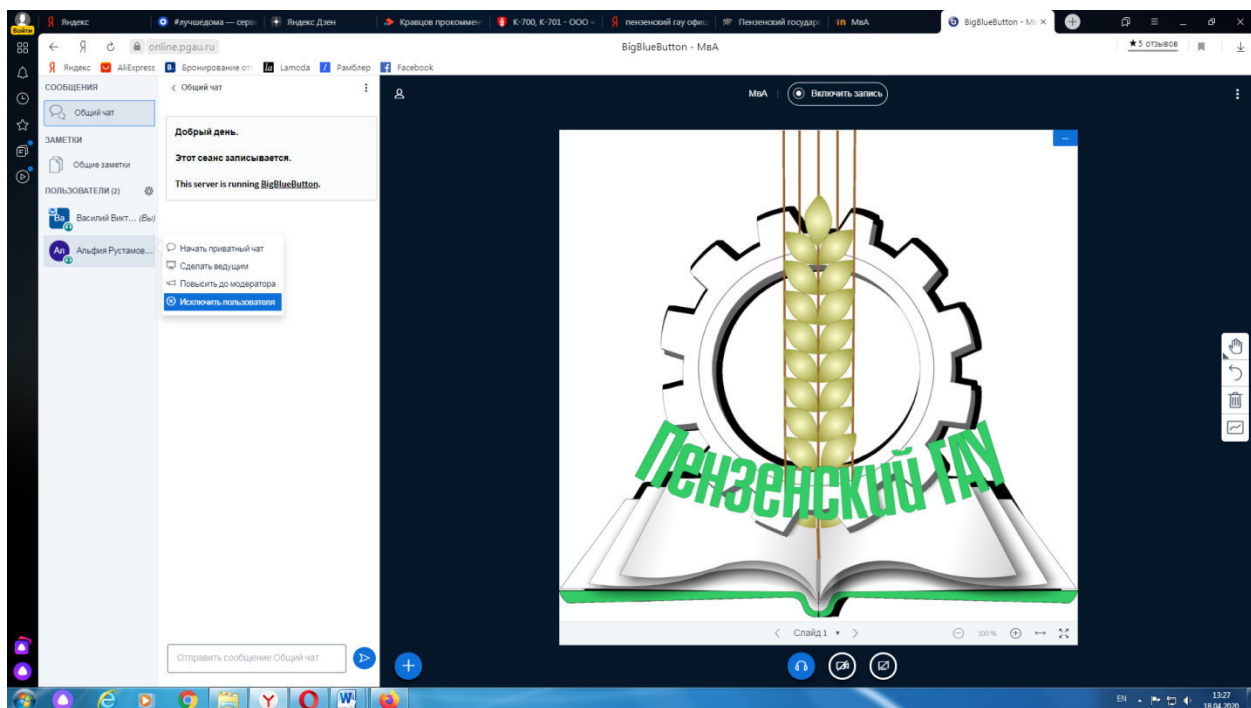 Войти
Яндекс
#лучшедома — серв
Яндекс Дзен
Кравцов прокоммен
К-700, К-701 - ООО «
пензенский гау офиц
Пензенский государс
МвА
BigBlueButton - Мв
online.pgau.ru
BigBlueButton - МвА
5 отзывов
Яндекс
AliExpress
Бронирование от
Lamoda
Рамблер
Facebook
СООБЩЕНИЯ
Общий чат
Общий чат
МвА
Включить запись
ЗАМЕТКИ
Общие заметки
Добрый день.
Этот сеанс записывается.
This server is running BigBlueButton.
ПОЛЬЗОВАТЕЛИ (2)
Ва
Василий Викт... (Вы)
Ал
Альфия Рустамов...
Начать приватный чат
Сделать ведущим
Повысить до модератора
Исключить пользователя
Пензенский ГАУ
Слайд 1
100%
Отправить сообщение Общий чат
EN
13:27
18.04.2020